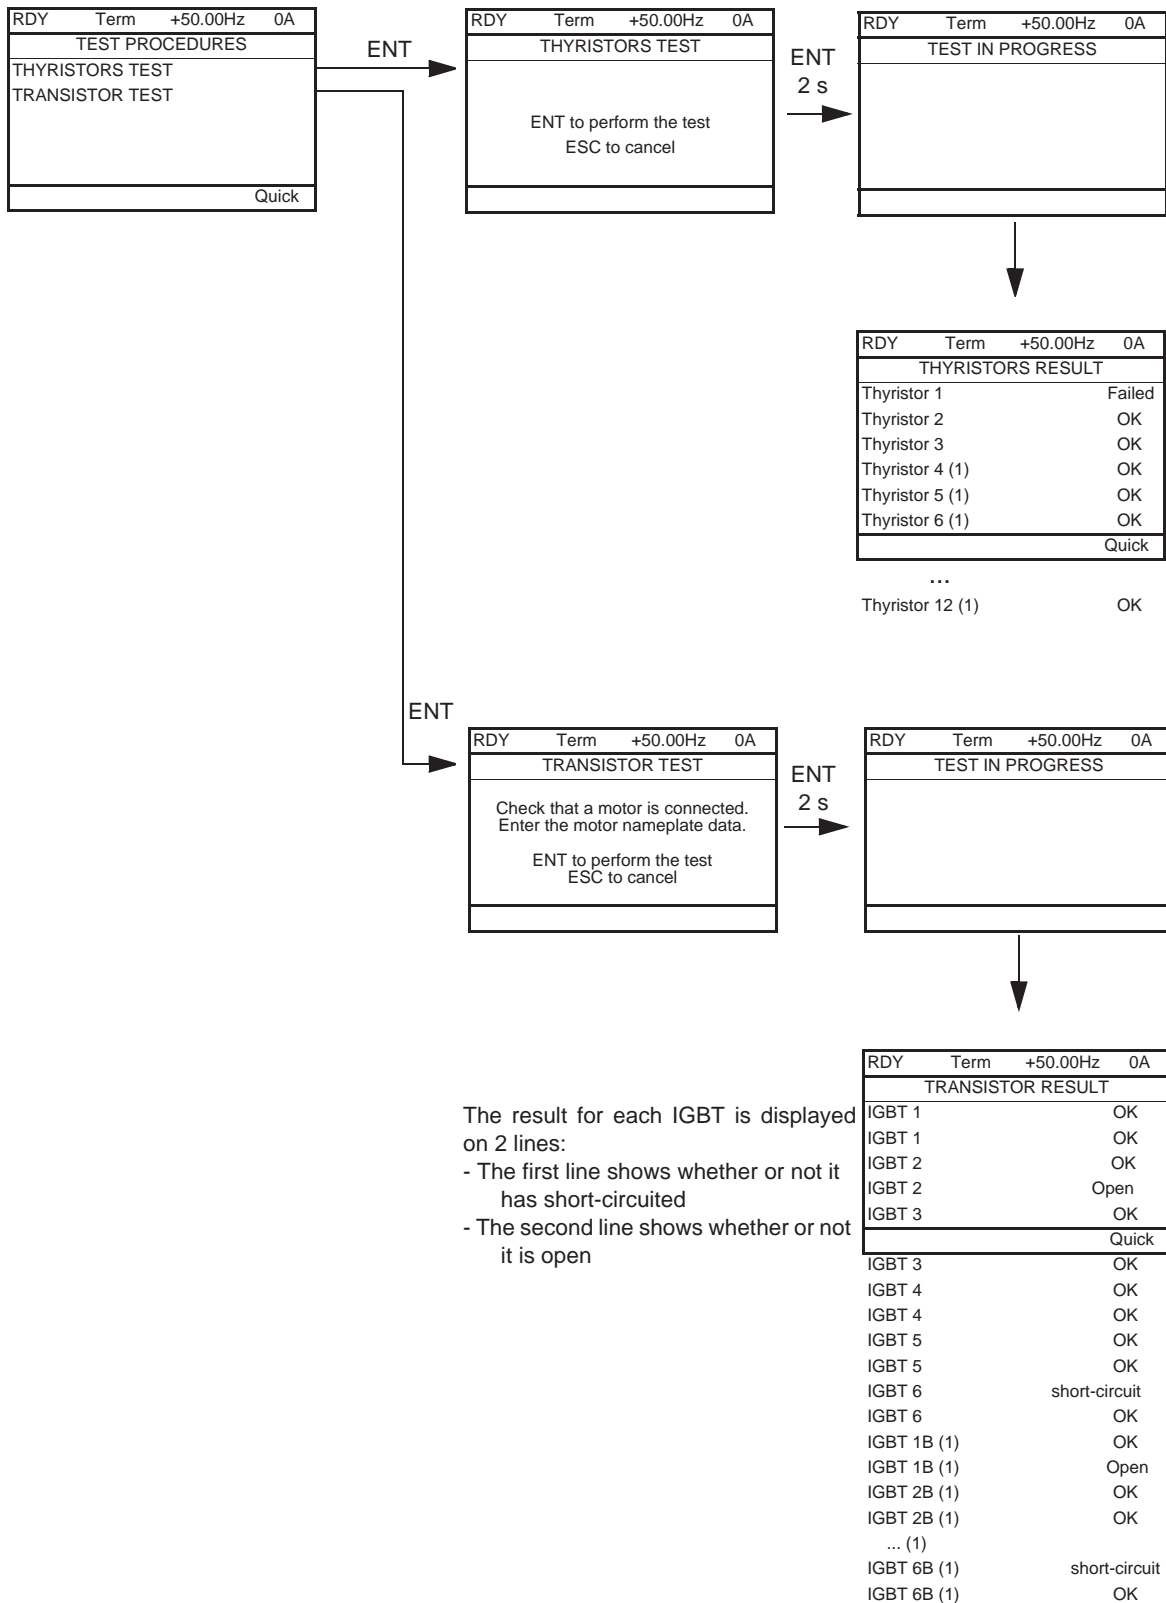 RDY Term +50.00Hz 0A
TEST PROCEDURES
THYRISTORS TEST
TRANSISTOR TEST
Quick
ENT
RDY Term +50.00Hz 0A
THYRISTORS TEST
ENT to perform the test
ESC to cancel
ENT
2 s
RDY Term +50.00Hz 0A
TEST IN PROGRESS
RDY Term +50.00Hz 0A
THYRISTORS RESULT
Thyristor 1 Failed
Thyristor 2 OK
Thyristor 3 OK
Thyristor 4 (1) OK
Thyristor 5 (1) OK
Thyristor 6 (1) OK
Quick
...
Thyristor 12 (1) OK
ENT
RDY Term +50.00Hz 0A
TRANSISTOR TEST
Check that a motor is connected.
Enter the motor nameplate data.
ENT to perform the test
ESC to cancel
ENT
2 s
RDY Term +50.00Hz 0A
TEST IN PROGRESS
The result for each IGBT is displayed
on 2 lines:
- The first line shows whether or not it
has short-circuited
- The second line shows whether or not
it is open
RDY Term +50.00Hz 0A
TRANSISTOR RESULT
IGBT 1 OK
IGBT 1 OK
IGBT 2 OK
IGBT 2 Open
IGBT 3 OK
Quick
IGBT 3 OK
IGBT 4 OK
IGBT 4 OK
IGBT 5 OK
IGBT 5 OK
IGBT 6 short-circuit
IGBT 6 OK
IGBT 1B (1) OK
IGBT 1B (1) Open
IGBT 2B (1) OK
IGBT 2B (1) OK
... (1)
IGBT 6B (1) short-circuit
IGBT 6B (1) OK